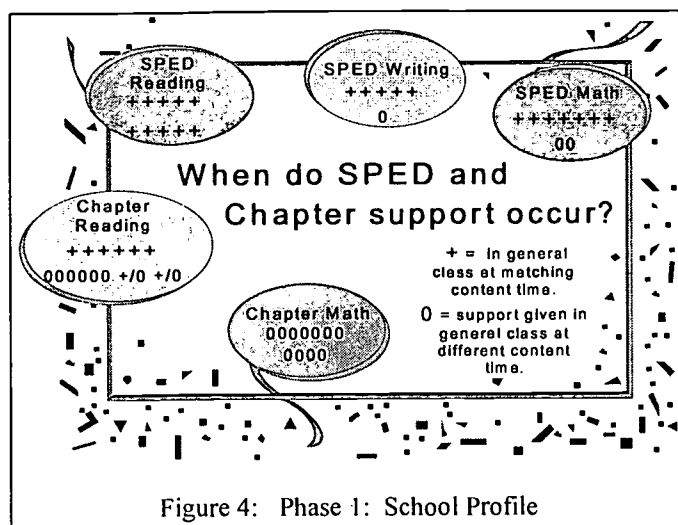 SPED
Reading
+++++
+++++
SPED Writing
+++++
0
SPED Math
+++++++
00
When do SPED and
Chapter support occur?
Chapter
Reading
++++++
000000 +/0 +/0
+ = In general
class at matching
content time.
0 = support given in
general class at
different content
time.
Chapter Math
0000000
0000
Figure 4: Phase 1: School Profile